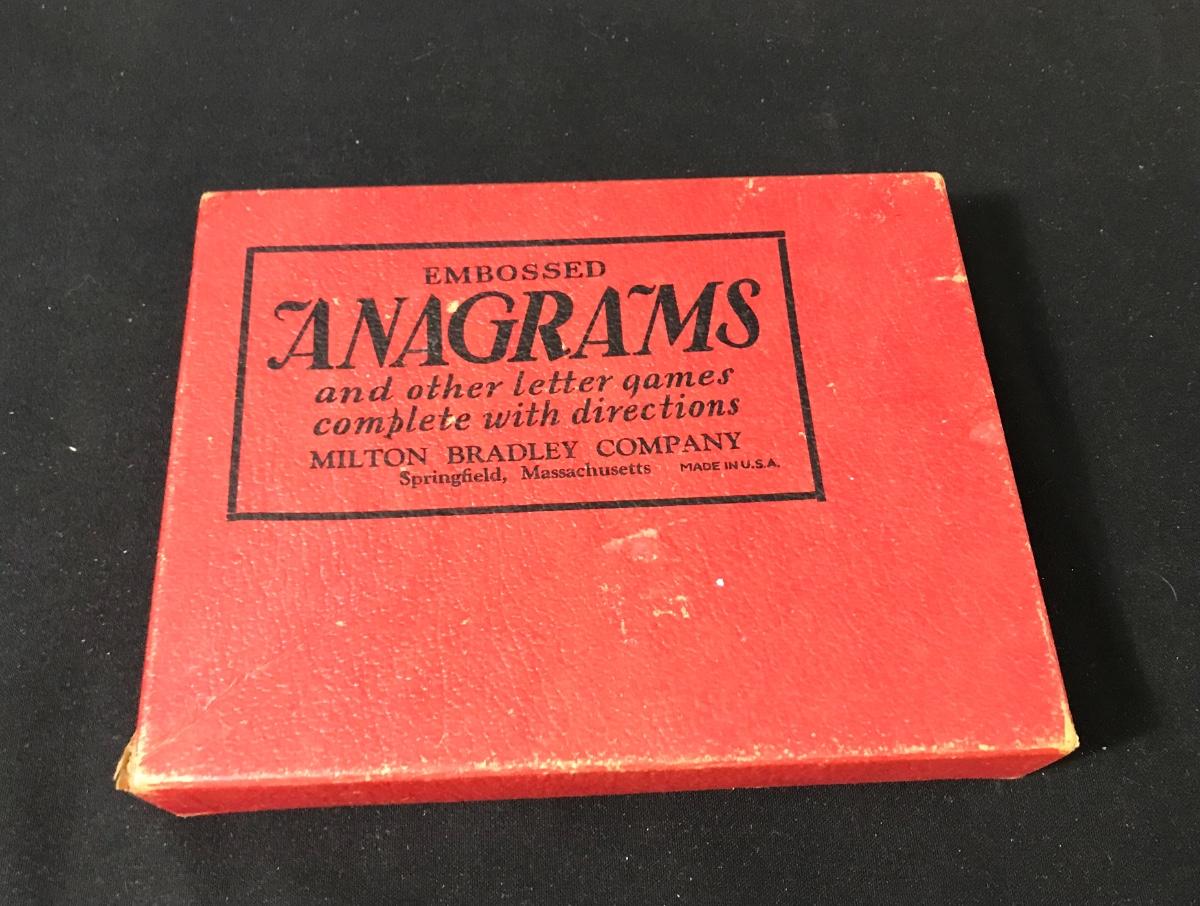 EMBOSSED
ANAGRAMS
and other letter games
complete with directions
MILTON BRADLEY COMPANY
Springfield, Massachusetts MADE IN U.S.A.